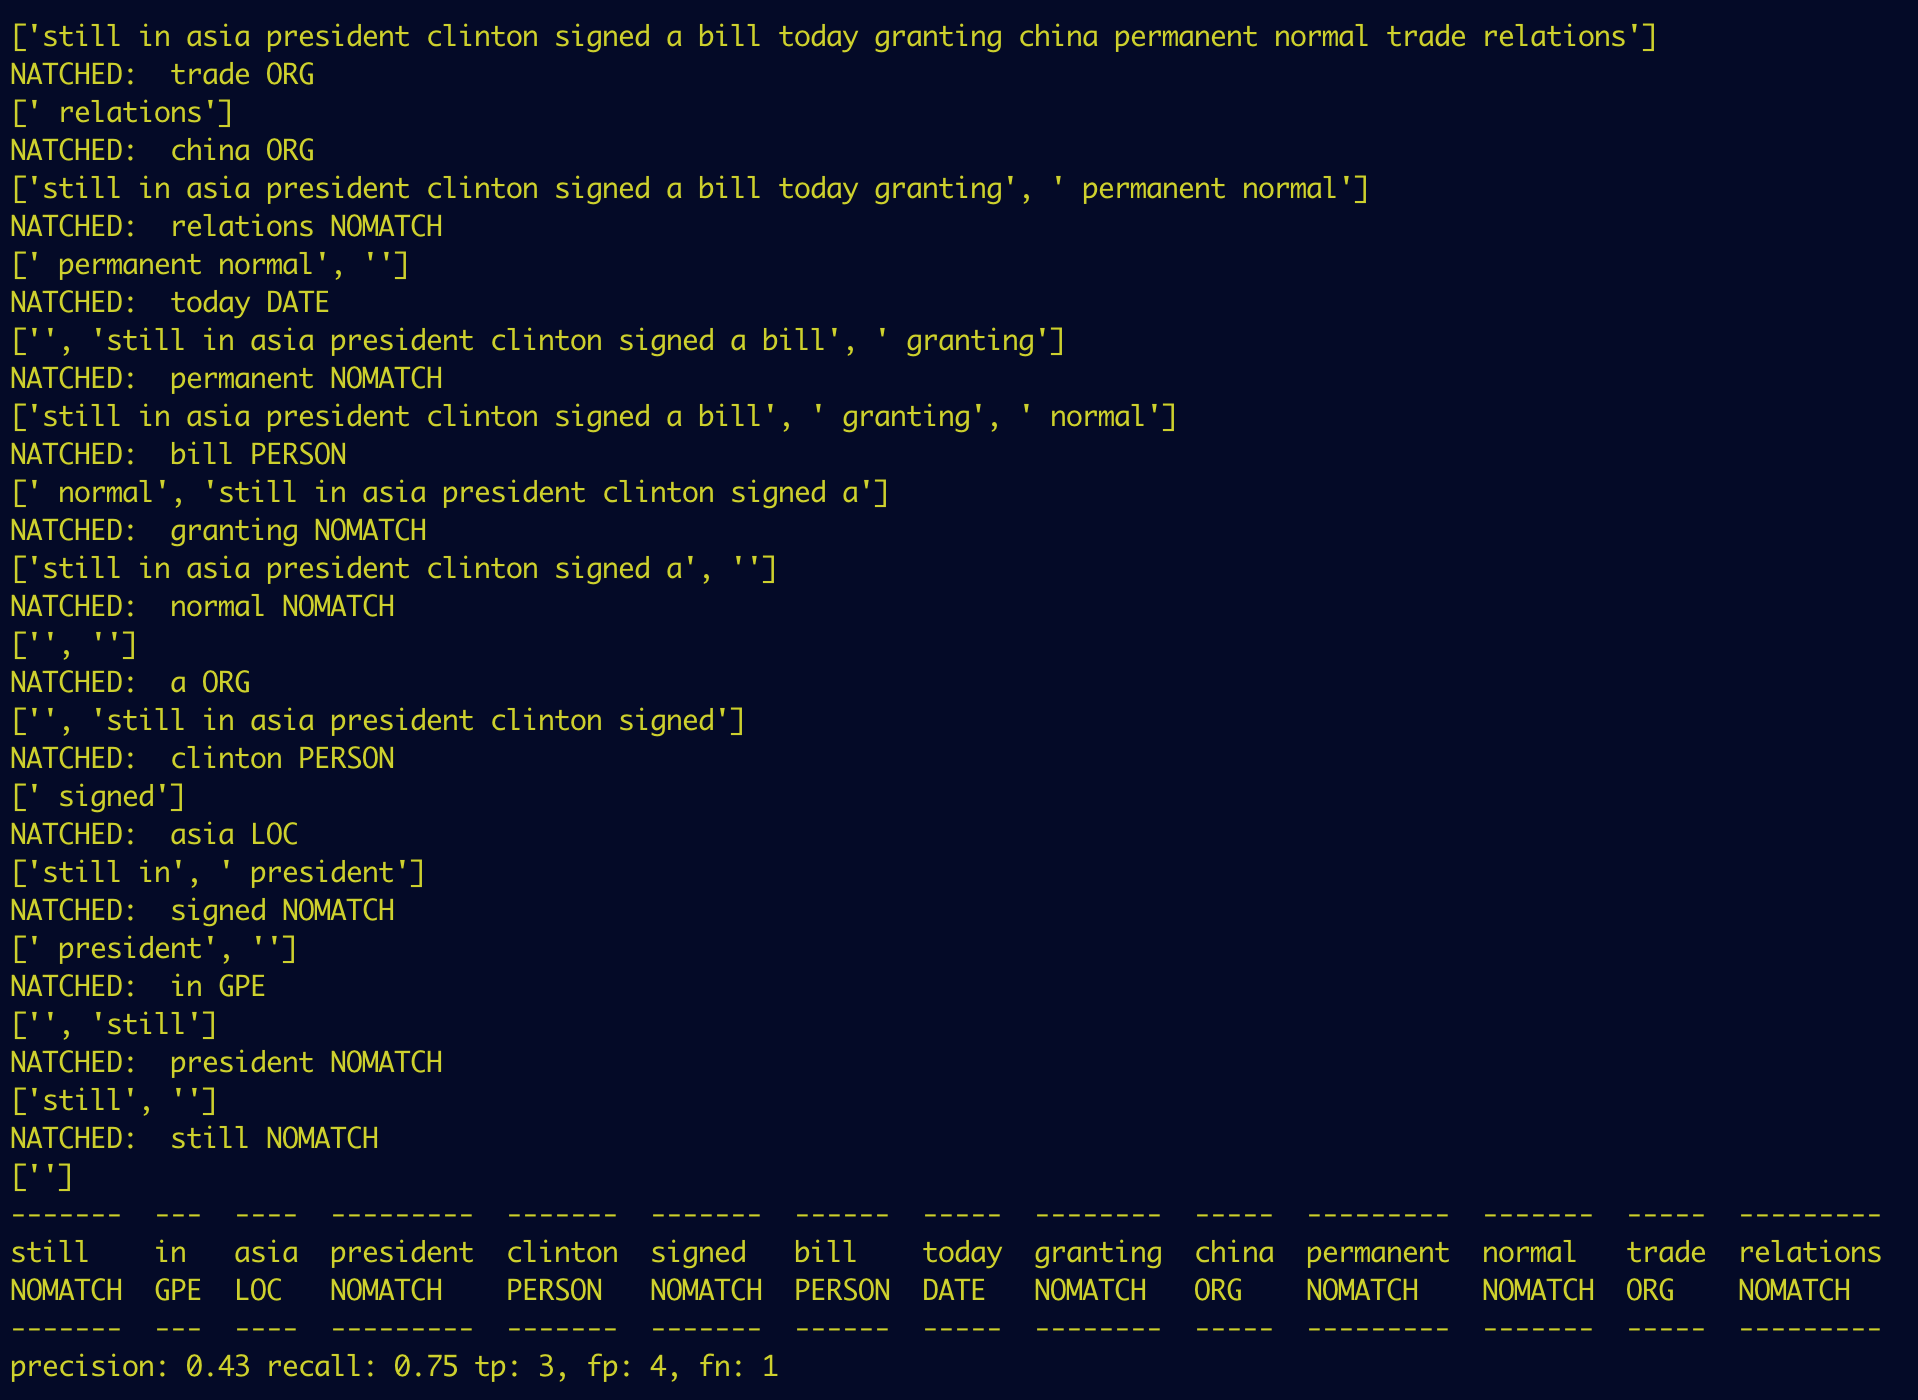 ['still in asia president clinton signed a bill today granting china permanent normal trade relations']
NATCHED:  trade ORG
[' relations']
NATCHED:  china ORG
['still in asia president clinton signed a bill today granting', ' permanent normal']
NATCHED:  relations NOMATCH
[' permanent normal', '']
NATCHED:  today DATE
['', 'still in asia president clinton signed a bill', ' granting']
NATCHED:  permanent NOMATCH
['still in asia president clinton signed a bill', ' granting', ' normal']
NATCHED:  bill PERSON
[' normal', 'still in asia president clinton signed a']
NATCHED:  granting NOMATCH
['still in asia president clinton signed a', '']
NATCHED:  normal NOMATCH
['', '']
NATCHED:  a ORG
['', 'still in asia president clinton signed']
NATCHED:  clinton PERSON
[' signed']
NATCHED:  asia LOC
['still in', ' president']
NATCHED:  signed NOMATCH
[' president', '']
NATCHED:  in GPE
['', 'still']
NATCHED:  president NOMATCH
['still', '']
NATCHED:  still NOMATCH
['']
-------  ---  ----  ---------  -------  -------  ------  -----  --------  -----  ---------  -------  -----  ---------
still    in   asia  president  clinton  signed   bill    today  granting  china  permanent  normal   trade  relations
NOMATCH  GPE  LOC   NOMATCH    PERSON   NOMATCH  PERSON  DATE   NOMATCH   ORG    NOMATCH    NOMATCH  ORG    NOMATCH
-------  ---  ----  ---------  -------  -------  ------  -----  --------  -----  ---------  -------  -----  ---------
precision: 0.43 recall: 0.75 tp: 3, fp: 4, fn: 1